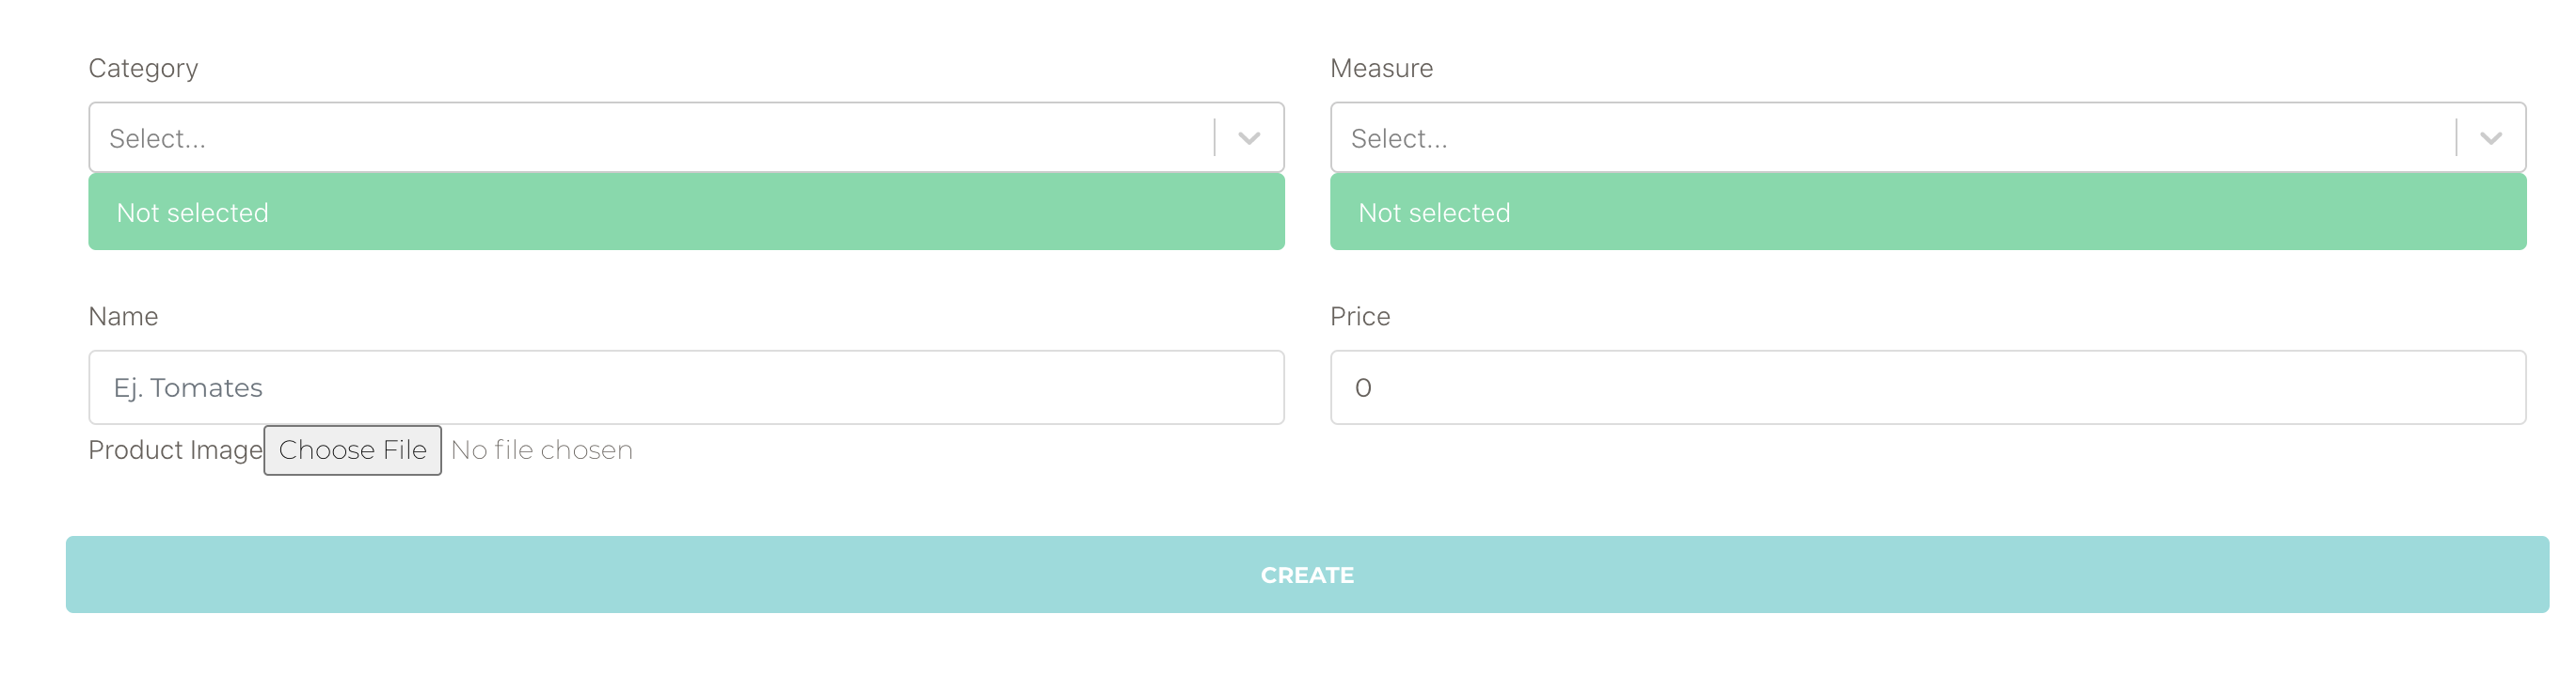 Category
Measure
Select...
Select...
Not selected
Not selected
Name
Price
Ej. Tomates
0
Product Image Choose File No file chosen
CREATE